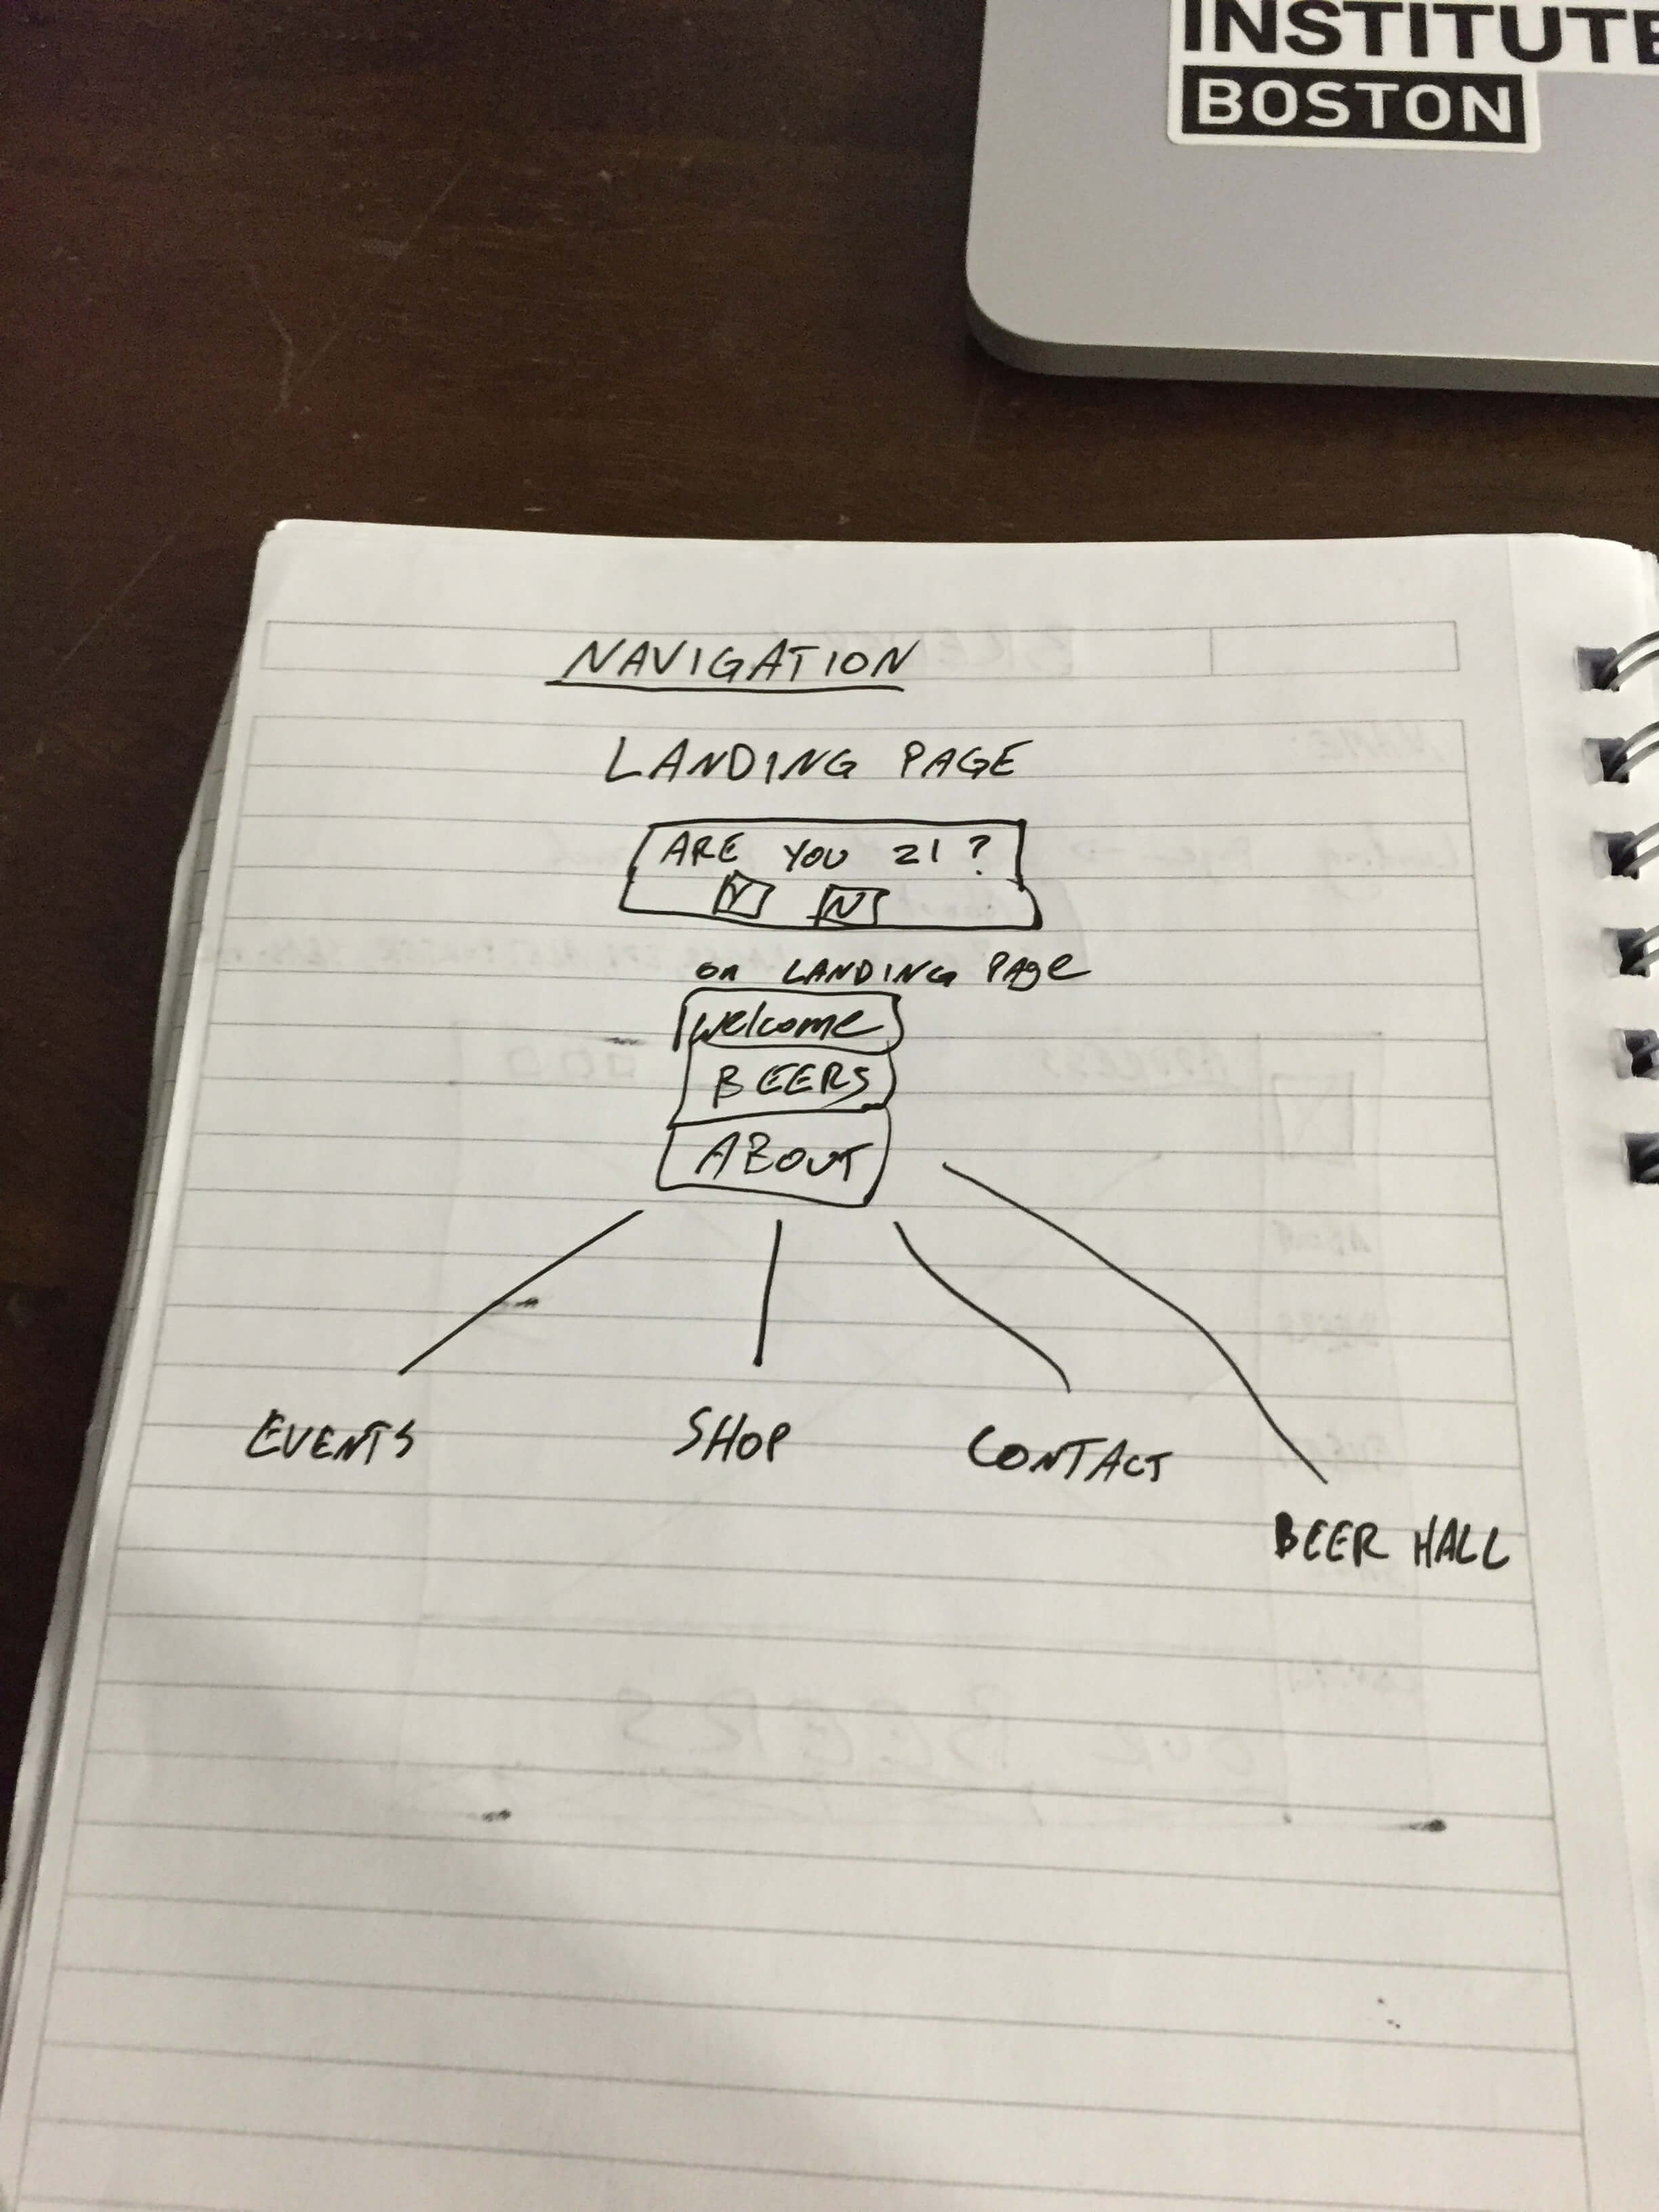 INSTITUTE
BOSTON
NAVIGATION
LANDING PAGE
ARE YOU 21?
Y N
on LANDING PAge
Welcome
BEERS
ABOUT
EVENTS SHOP CONTACT
BEER HALL